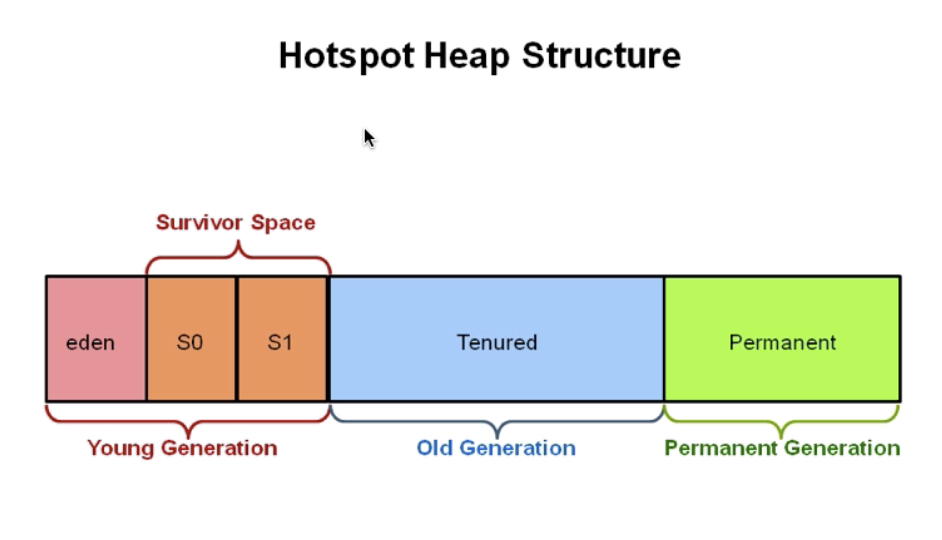 Hotspot Heap Structure
Survivor Space
eden
S0
S1
Tenured
Permanent
Young Generation
Old Generation
Permanent Generation